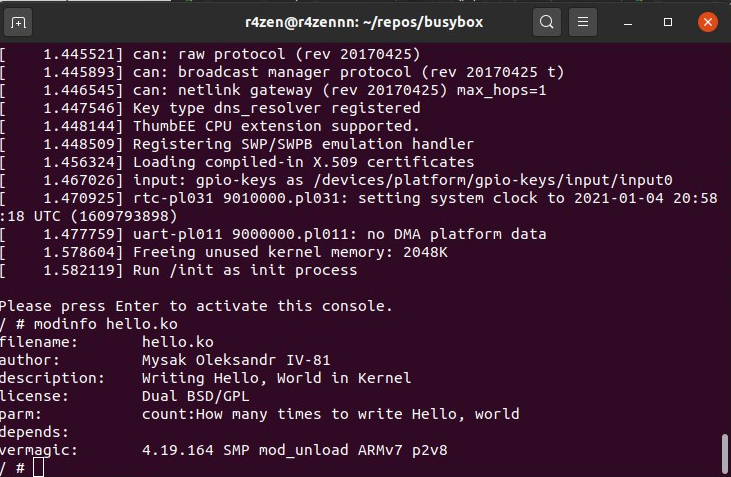 r4zen@r4zennn: ~/repos/busybox
[    1.445521] can: raw protocol (rev 20170425)
[    1.445893] can: broadcast manager protocol (rev 20170425 t)
[    1.446545] can: netlink gateway (rev 20170425) max_hops=1
[    1.447546] Key type dns_resolver registered
[    1.448144] ThumbEE CPU extension supported.
[    1.448509] Registering SWP/SWPB emulation handler
[    1.456324] Loading compiled-in X.509 certificates
[    1.467026] input: gpio-keys as /devices/platform/gpio-keys/input/input0
[    1.470925] rtc-pl031 9010000.pl031: setting system clock to 2021-01-04 20:58
:18 UTC (1609793898)
[    1.477759] uart-pl011 9000000.pl011: no DMA platform data
[    1.578604] Freeing unused kernel memory: 2048K
[    1.582119] Run /init as init process
Please press Enter to activate this console.
/ # modinfo hello.ko
filename:       hello.ko
author:         Mysak Oleksandr IV-81
description:    Writing Hello, World in Kernel
license:        Dual BSD/GPL
parm:           count:How many times to write Hello, world
depends:
vermagic:       4.19.164 SMP mod_unload ARMv7 p2v8
/ #